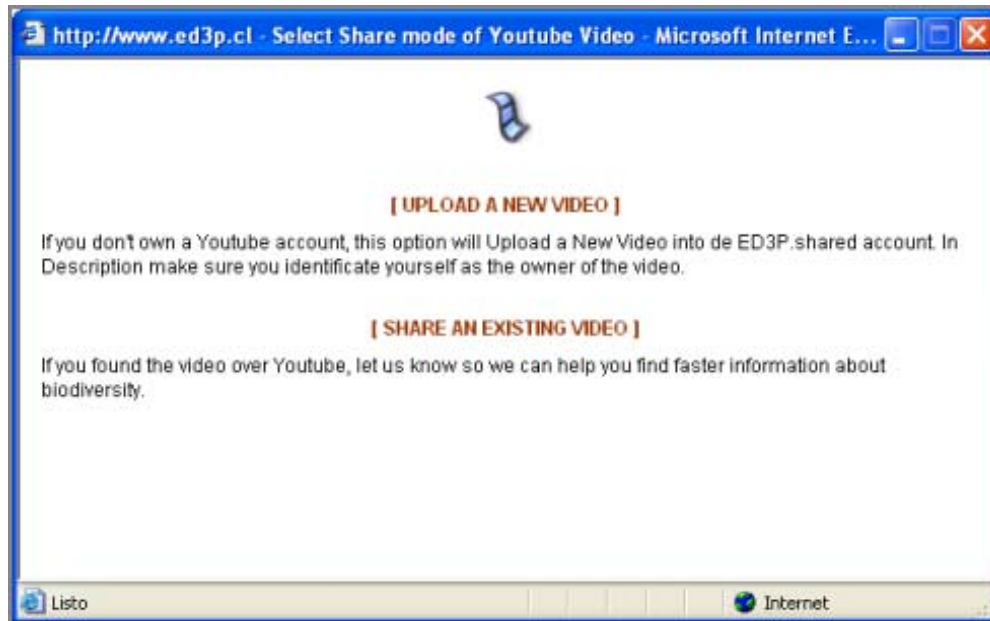 http://www.ed3p.cl - Select Share mode of Youtube Video - Microsoft Internet E...
[ UPLOAD A NEW VIDEO ]
If you don't own a Youtube account, this option will Upload a New Video into de ED3P.shared account. In
Description make sure you identificate yourself as the owner of the video.
[ SHARE AN EXISTING VIDEO ]
If you found the video over Youtube, let us know so we can help you find faster information about
biodiversity.
Listo
Internet